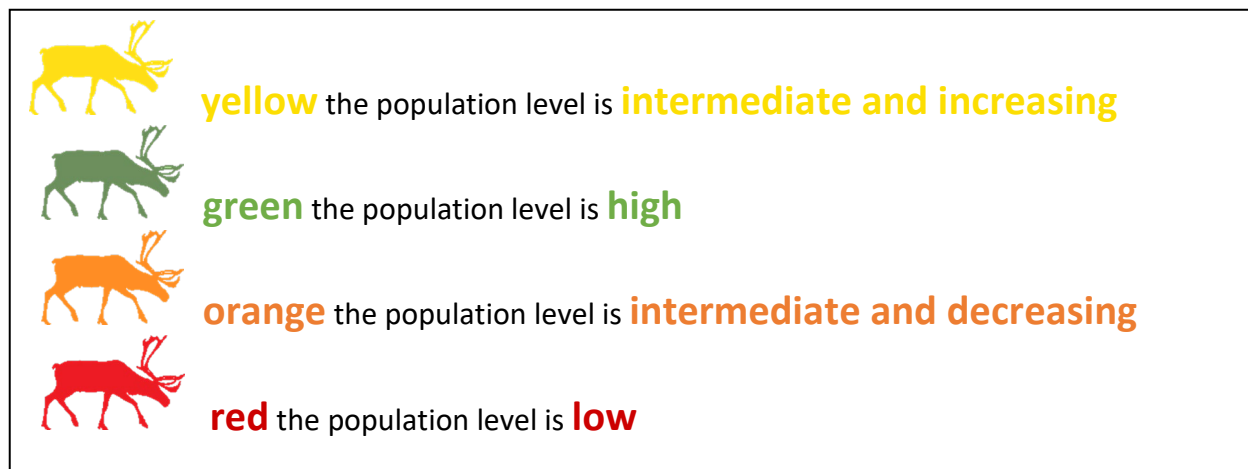 yellow the population level is intermediate and increasing
green the population level is high
orange the population level is intermediate and decreasing
red the population level is low